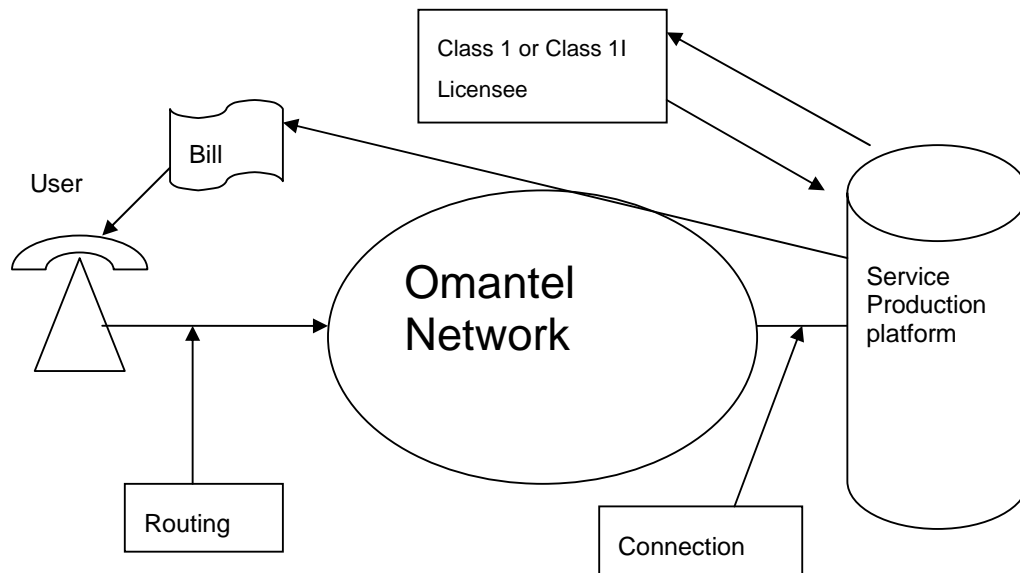 Class 1 or Class 1I
Licensee
Bill
User
Omantel
Network
Service
Production
platform
Routing
Connection